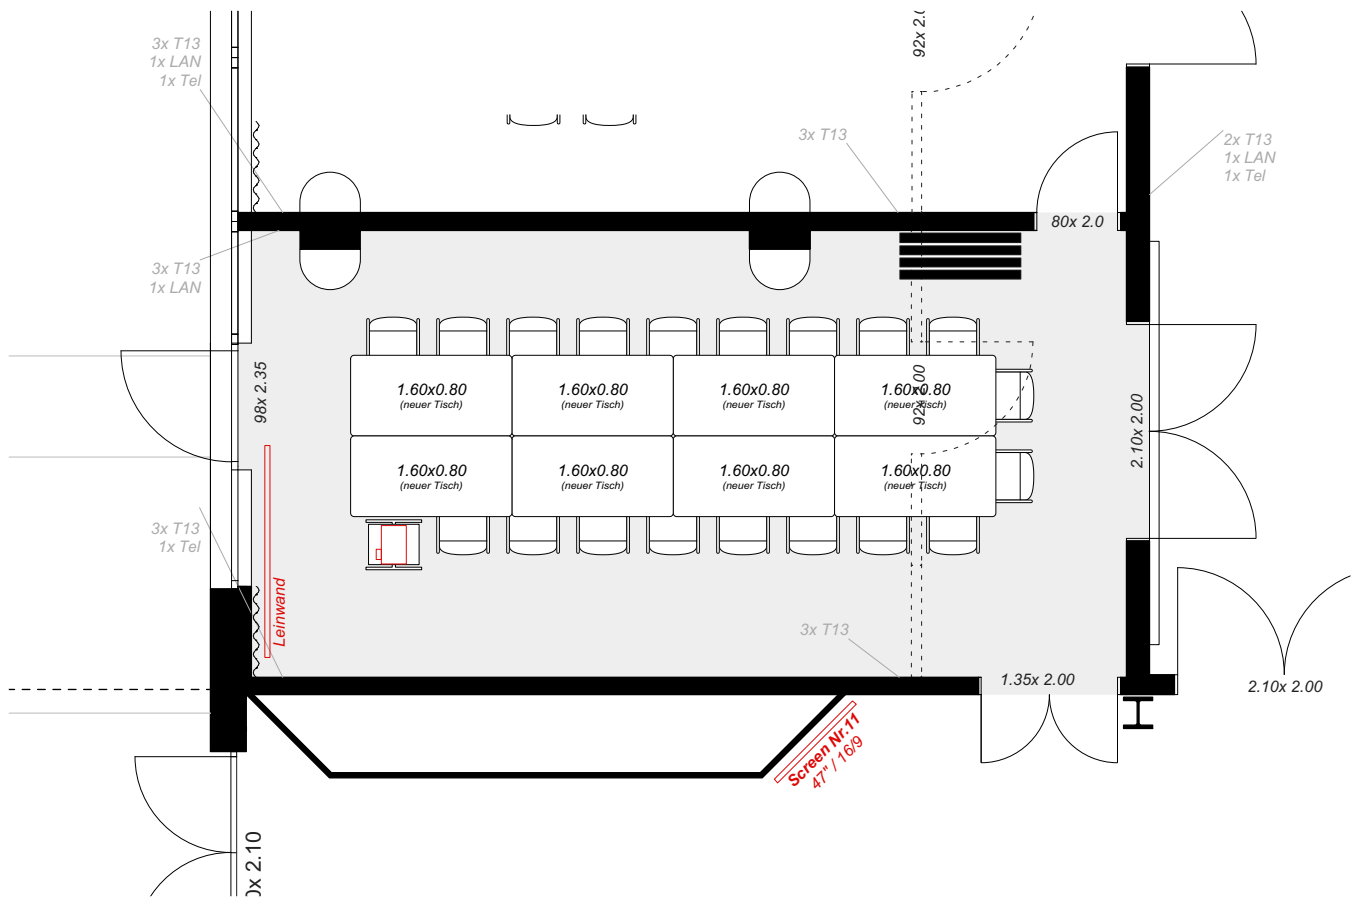 3x T13
1x LAN
1x Tel
92x 2.0
3x T13
2x T13
1x LAN
1x Tel
80x 2.0
3x T13
1x LAN
98x 2.35
1.60x0.80
(neuer Tisch)
1.60x0.80
(neuer Tisch)
1.60x0.80
(neuer Tisch)
1.60x0.80
(neuer Tisch)
92x 2.00
2.10x 2.00
1.60x0.80
(neuer Tisch)
1.60x0.80
(neuer Tisch)
1.60x0.80
(neuer Tisch)
1.60x0.80
(neuer Tisch)
3x T13
1x Tel
Leinwand
3x T13
1.35x 2.00
2.10x 2.00
Screen Nr.11
47" / 16/9
0x 2.10